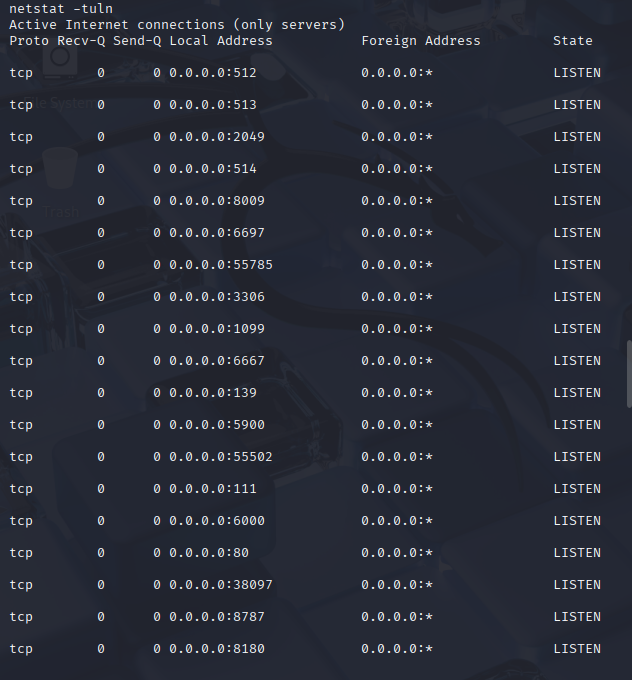 netstat -tuln
Active Internet connections (only servers)
Proto Recv-Q Send-Q Local Address           Foreign Address         State
tcp        0      0 0.0.0.0:512             0.0.0.0:*               LISTEN
tcp        0      0 0.0.0.0:513             0.0.0.0:*               LISTEN
File System
tcp        0      0 0.0.0.0:2049            0.0.0.0:*               LISTEN
tcp        0      0 0.0.0.0:514             0.0.0.0:*               LISTEN
tcp        0      0 0.0.0.0:8009            0.0.0.0:*               LISTEN
Trash
tcp        0      0 0.0.0.0:6697            0.0.0.0:*               LISTEN
tcp        0      0 0.0.0.0:55785           0.0.0.0:*               LISTEN
tcp        0      0 0.0.0.0:3306            0.0.0.0:*               LISTEN
tcp        0      0 0.0.0.0:1099            0.0.0.0:*               LISTEN
tcp        0      0 0.0.0.0:6667            0.0.0.0:*               LISTEN
tcp        0      0 0.0.0.0:139             0.0.0.0:*               LISTEN
tcp        0      0 0.0.0.0:5900            0.0.0.0:*               LISTEN
tcp        0      0 0.0.0.0:55502           0.0.0.0:*               LISTEN
tcp        0      0 0.0.0.0:111             0.0.0.0:*               LISTEN
tcp        0      0 0.0.0.0:6000            0.0.0.0:*               LISTEN
tcp        0      0 0.0.0.0:80              0.0.0.0:*               LISTEN
tcp        0      0 0.0.0.0:38097           0.0.0.0:*               LISTEN
tcp        0      0 0.0.0.0:8787            0.0.0.0:*               LISTEN
tcp        0      0 0.0.0.0:8180            0.0.0.0:*               LISTEN